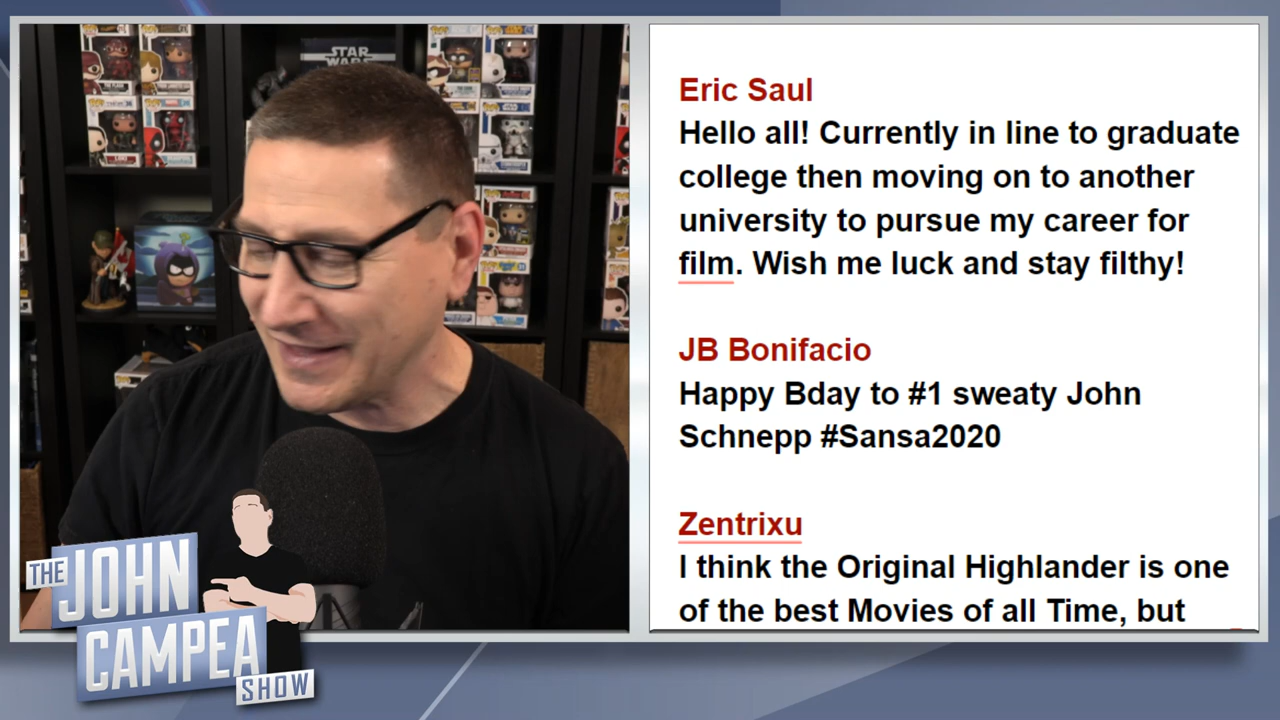 STAR
WARS
Eric Saul
Hello all! Currently in line to graduate
college then moving on to another
university to pursue my career for
film. Wish me luck and stay filthy!
JB Bonifacio
Happy Bday to #1 sweaty John
Schnepp #Sansa2020
Zentrixu
I think the Original Highlander is one
of the best Movies of all Time, but
THE
JOHN
CAMPEA
SHOW